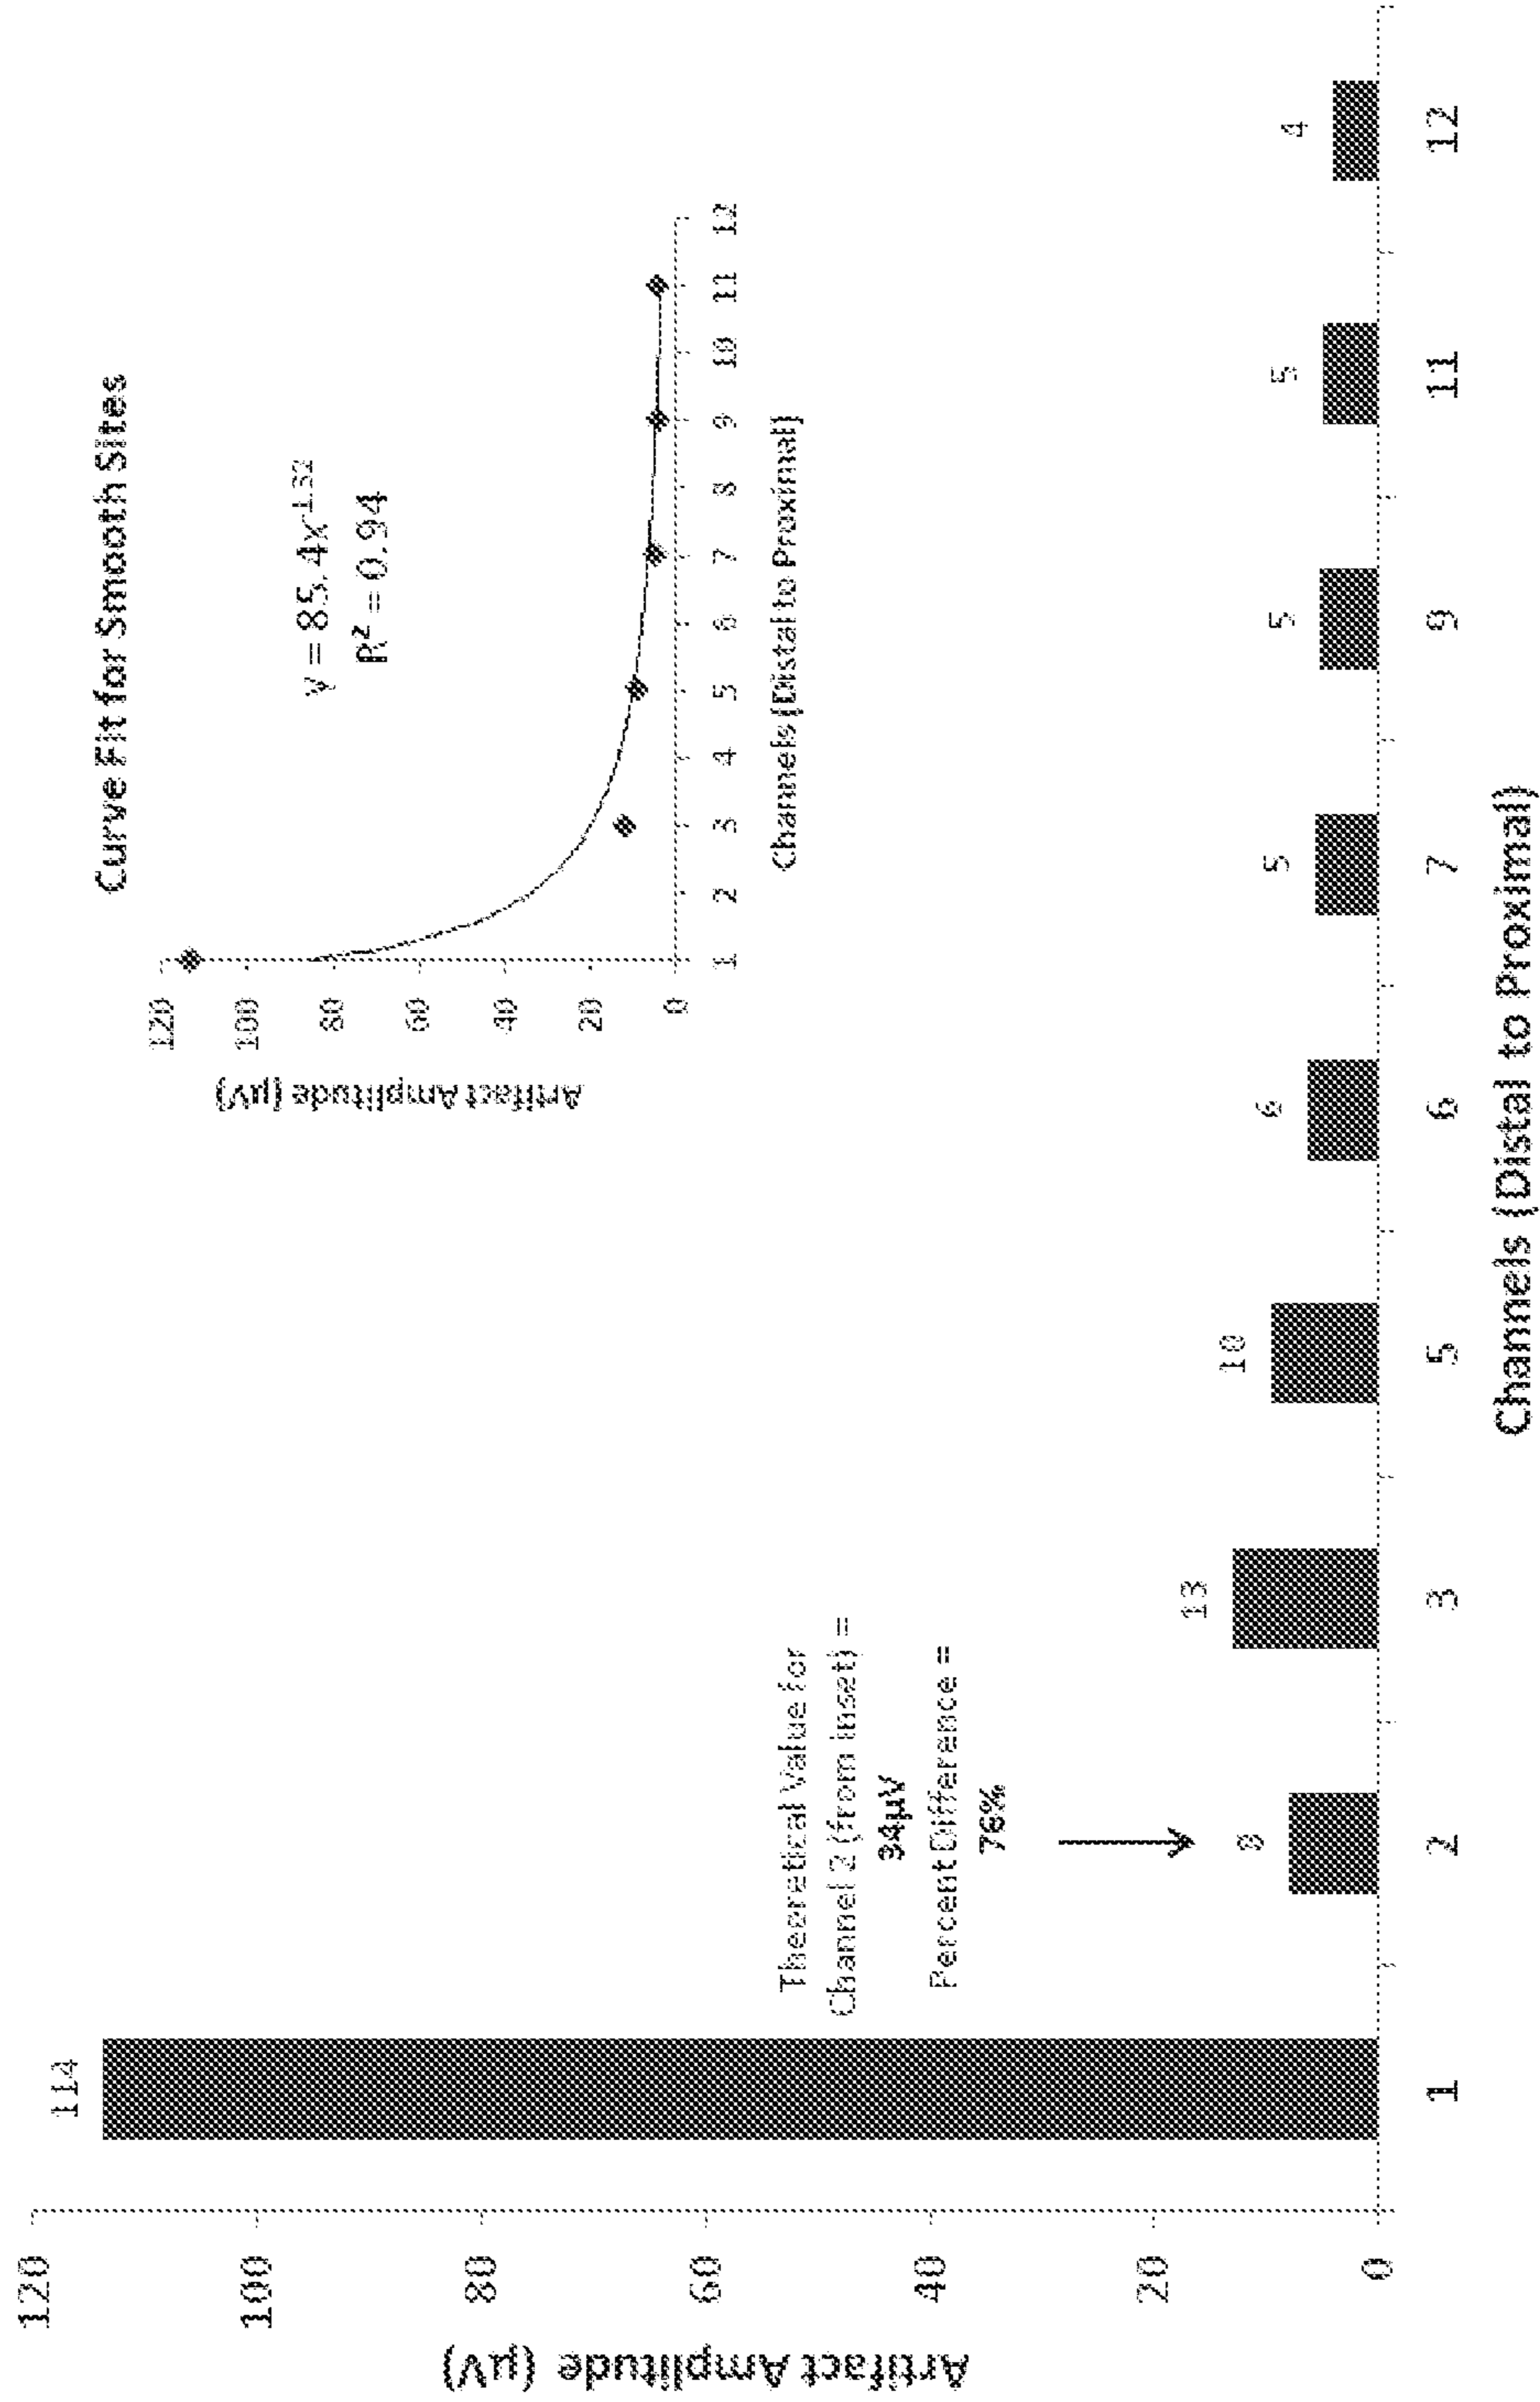 Curve Fit for Smooth Sites
y = 85.4x^-1.32
R² = 0.94
Artifact Amplitude (µV)
120
100
80
60
40
20
0
1 2 3 4 5 6 7 8 9 10 11 12
Channels (Distal to Proximal)
Artifact Amplitude (µV)
120
100
80
60
40
20
0
114
Theoretical Value for
Channel 2 (from inset) =
34µV
Percent Difference =
76%
8
13
10
6
5
5
5
4
1 2 3 5 6 7 9 11 12
Channels (Distal to Proximal)